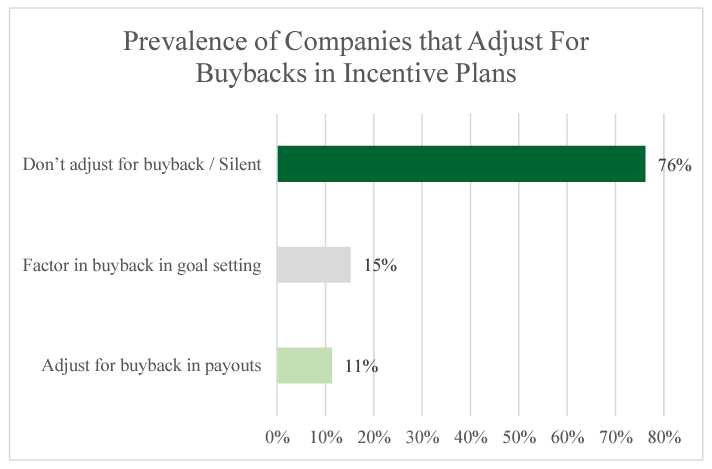 Prevalence of Companies that Adjust For
Buybacks in Incentive Plans
Don’t adjust for buyback / Silent
76%
Factor in buyback in goal setting
15%
Adjust for buyback in payouts
11%
0% 10% 20% 30% 40% 50% 60% 70% 80%